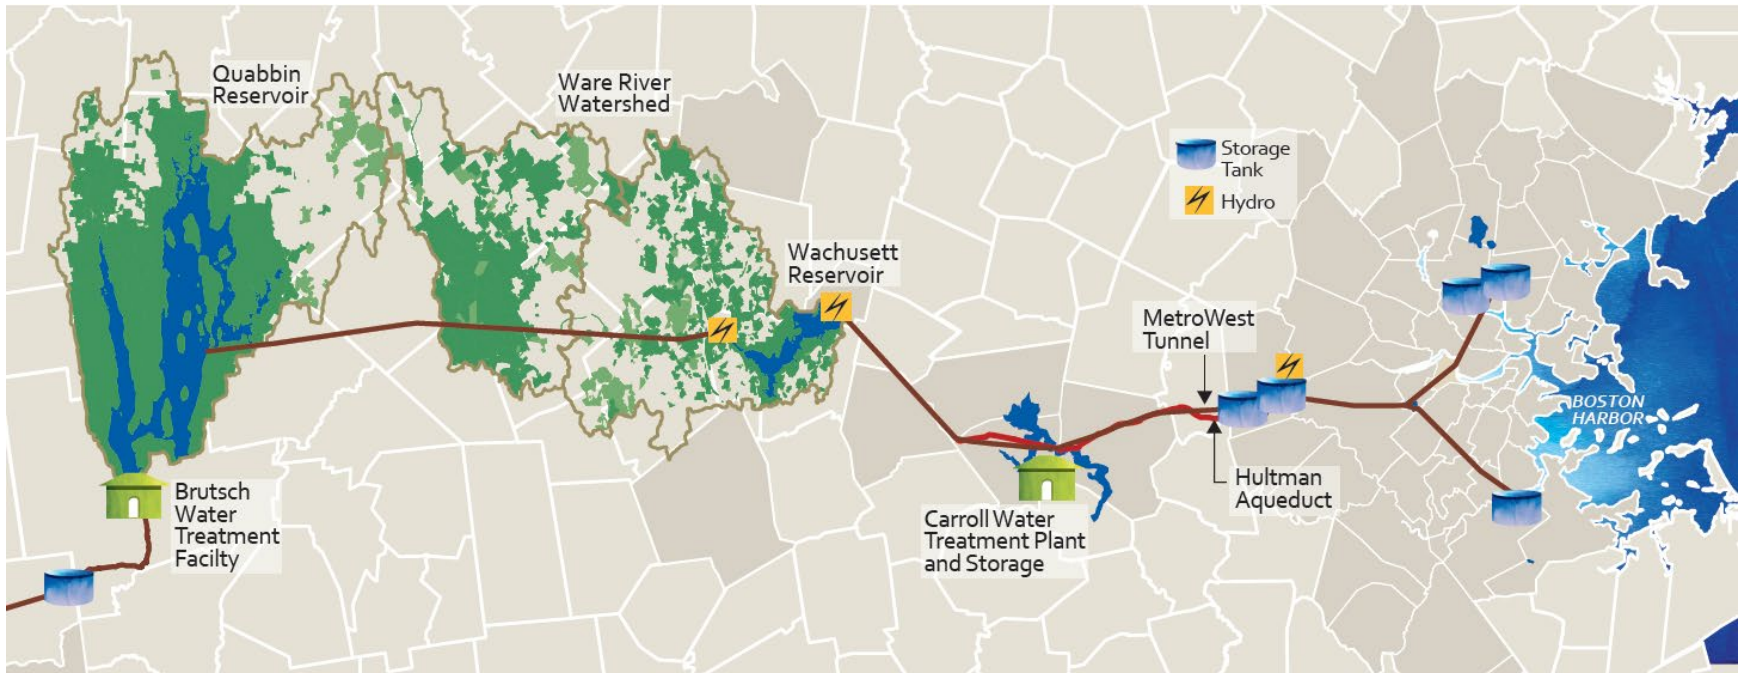 Quabbin
Reservoir
Ware River
Watershed
Storage
Tank
Hydro
Wachusett
Reservoir
MetroWest
Tunnel
BOSTON
HARBOR
Brutsch
Water
Treatment
Facilty
Carroll Water
Treatment Plant
and Storage
Hultman
Aqueduct